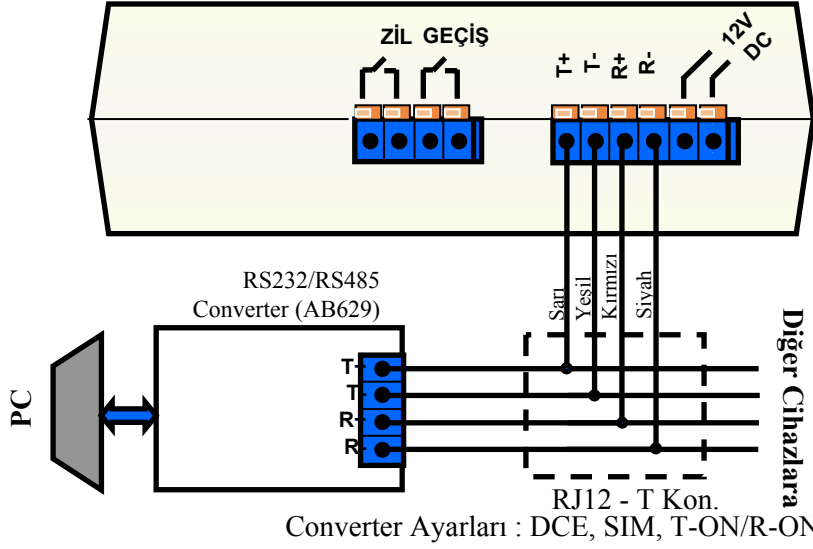 ZİL GEÇİŞ
T+
T-
R+
R-
12V
DC
RS232/RS485
Converter (AB629)
Sarı
Yeşil
Kırmızı
Siyah
PC
T-
T-
R-
R-
Diğer Cihazlara
RJ12 - T Kon.
Converter Ayarları : DCE, SIM, T-ON/R-ON